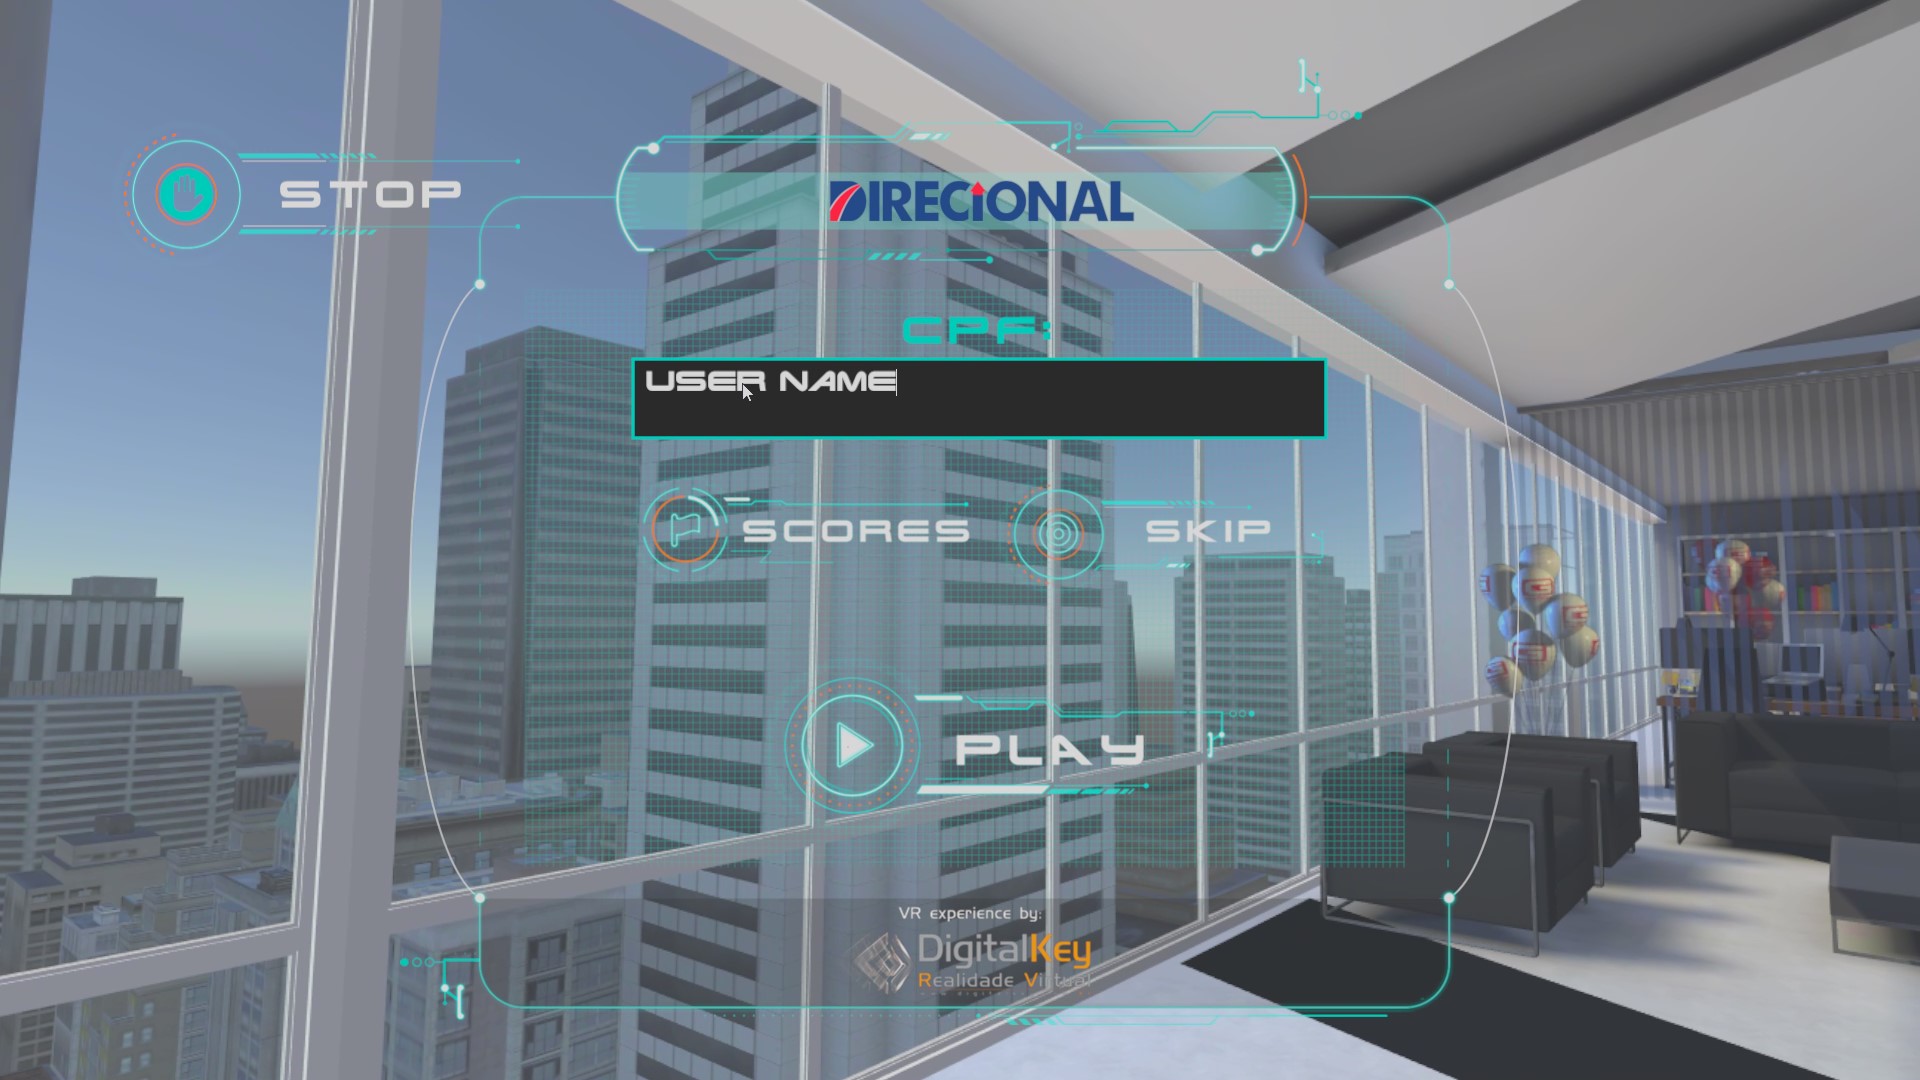 STOP
DIRECIONAL
CPF:
USER NAME
SCORES
SKIP
PLAY
VR experience by:
DigitalKey
Realidade Virtual